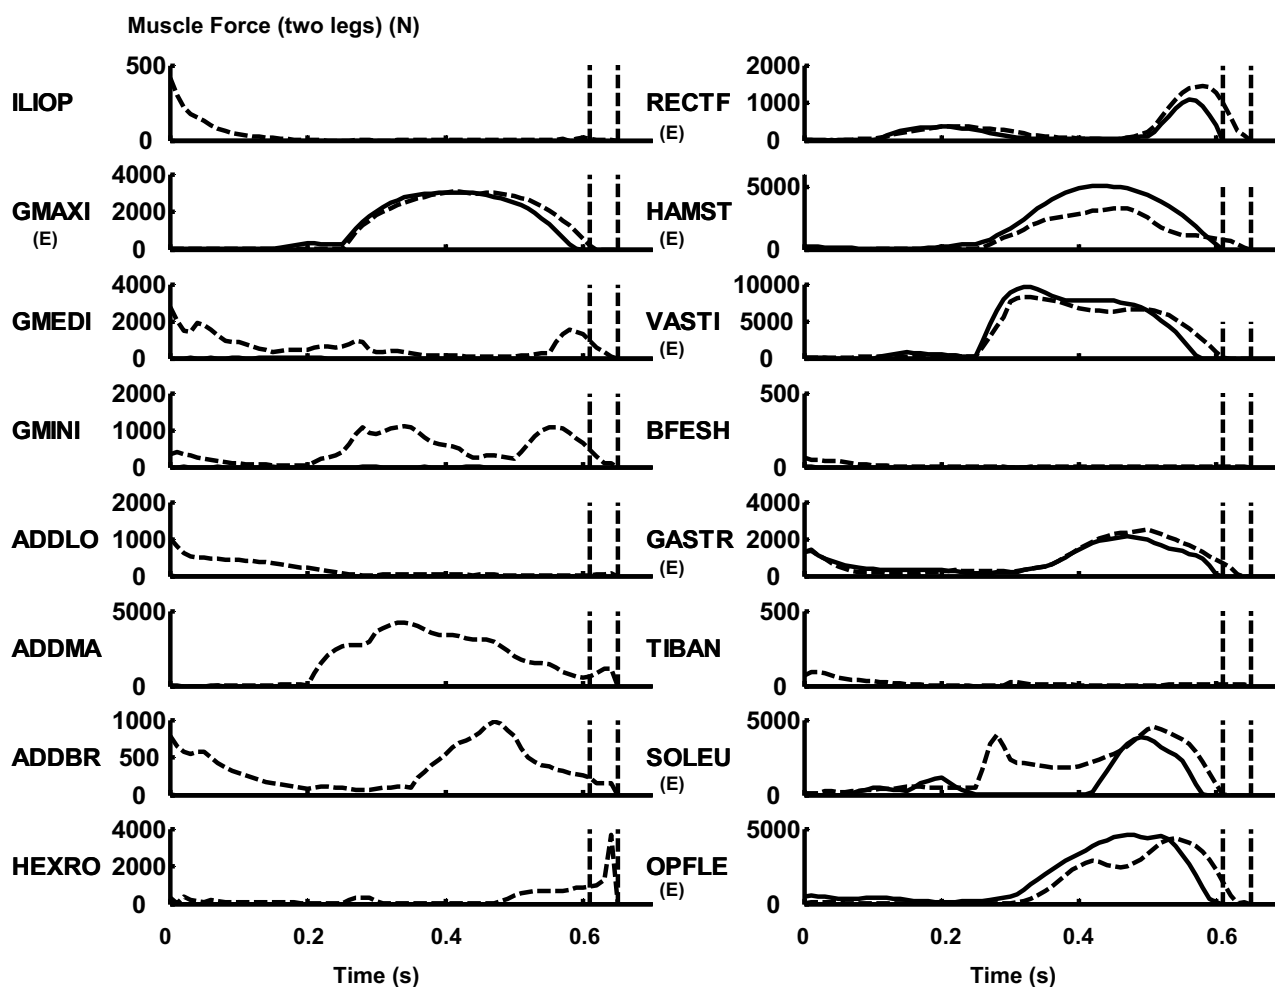 Muscle Force (two legs) (N)
ILIOP
500
0
RECTF
(E)
2000
1000
0
GMAXI
(E)
4000
2000
0
HAMST
(E)
5000
0
GMEDI
4000
2000
0
VASTI
(E)
10000
5000
0
GMINI
2000
1000
0
BFESH
500
0
ADDLO
2000
1000
0
GASTR
(E)
4000
2000
0
ADDMA
5000
0
TIBAN
500
0
ADDBR
1000
500
0
SOLEU
(E)
5000
0
HEXRO
4000
2000
0
OPFLE
(E)
5000
0
0 0.2 0.4 0.6
0 0.2 0.4 0.6
Time (s)
Time (s)